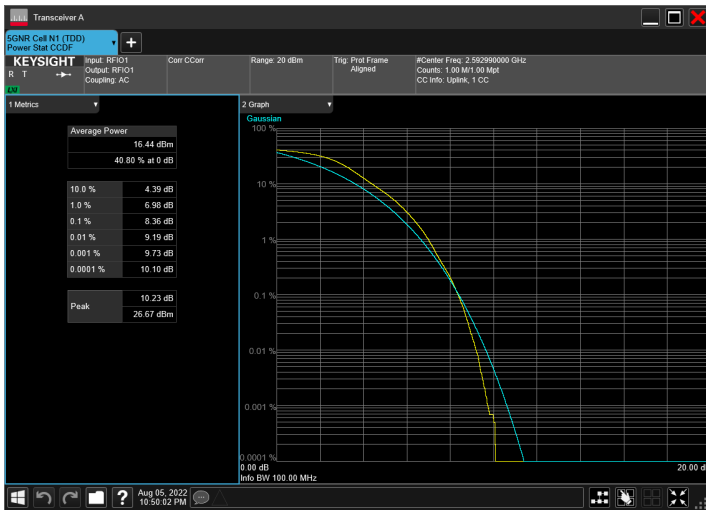 Transceiver A
5GNR Cell N1 (TDD)
Power Stat CCDF
KEYSIGHT
R T
LXI
Input: RFIO1
Output: RFIO1
Coupling: AC
Corr CCorr
Range: 20 dBm
Trig: Prot Frame
Aligned
#Center Freq: 2.592990000 GHz
Counts: 1.00 M/1.00 Mpt
CC Info: Uplink, 1 CC
1 Metrics
Average Power
16.44 dBm
40.80 % at 0 dB
10.0 % 4.39 dB
1.0 % 6.98 dB
0.1 % 8.36 dB
0.01 % 9.19 dB
0.001 % 9.73 dB
0.0001 % 10.10 dB
Peak
10.23 dB
26.67 dBm
2 Graph
Gaussian
100 %
10 %
1 %
0.1 %
0.01 %
0.001 %
0.0001 %
0.00 dB
20.00 d
Info BW 100.00 MHz
?
Aug 05, 2022
10:50:02 PM